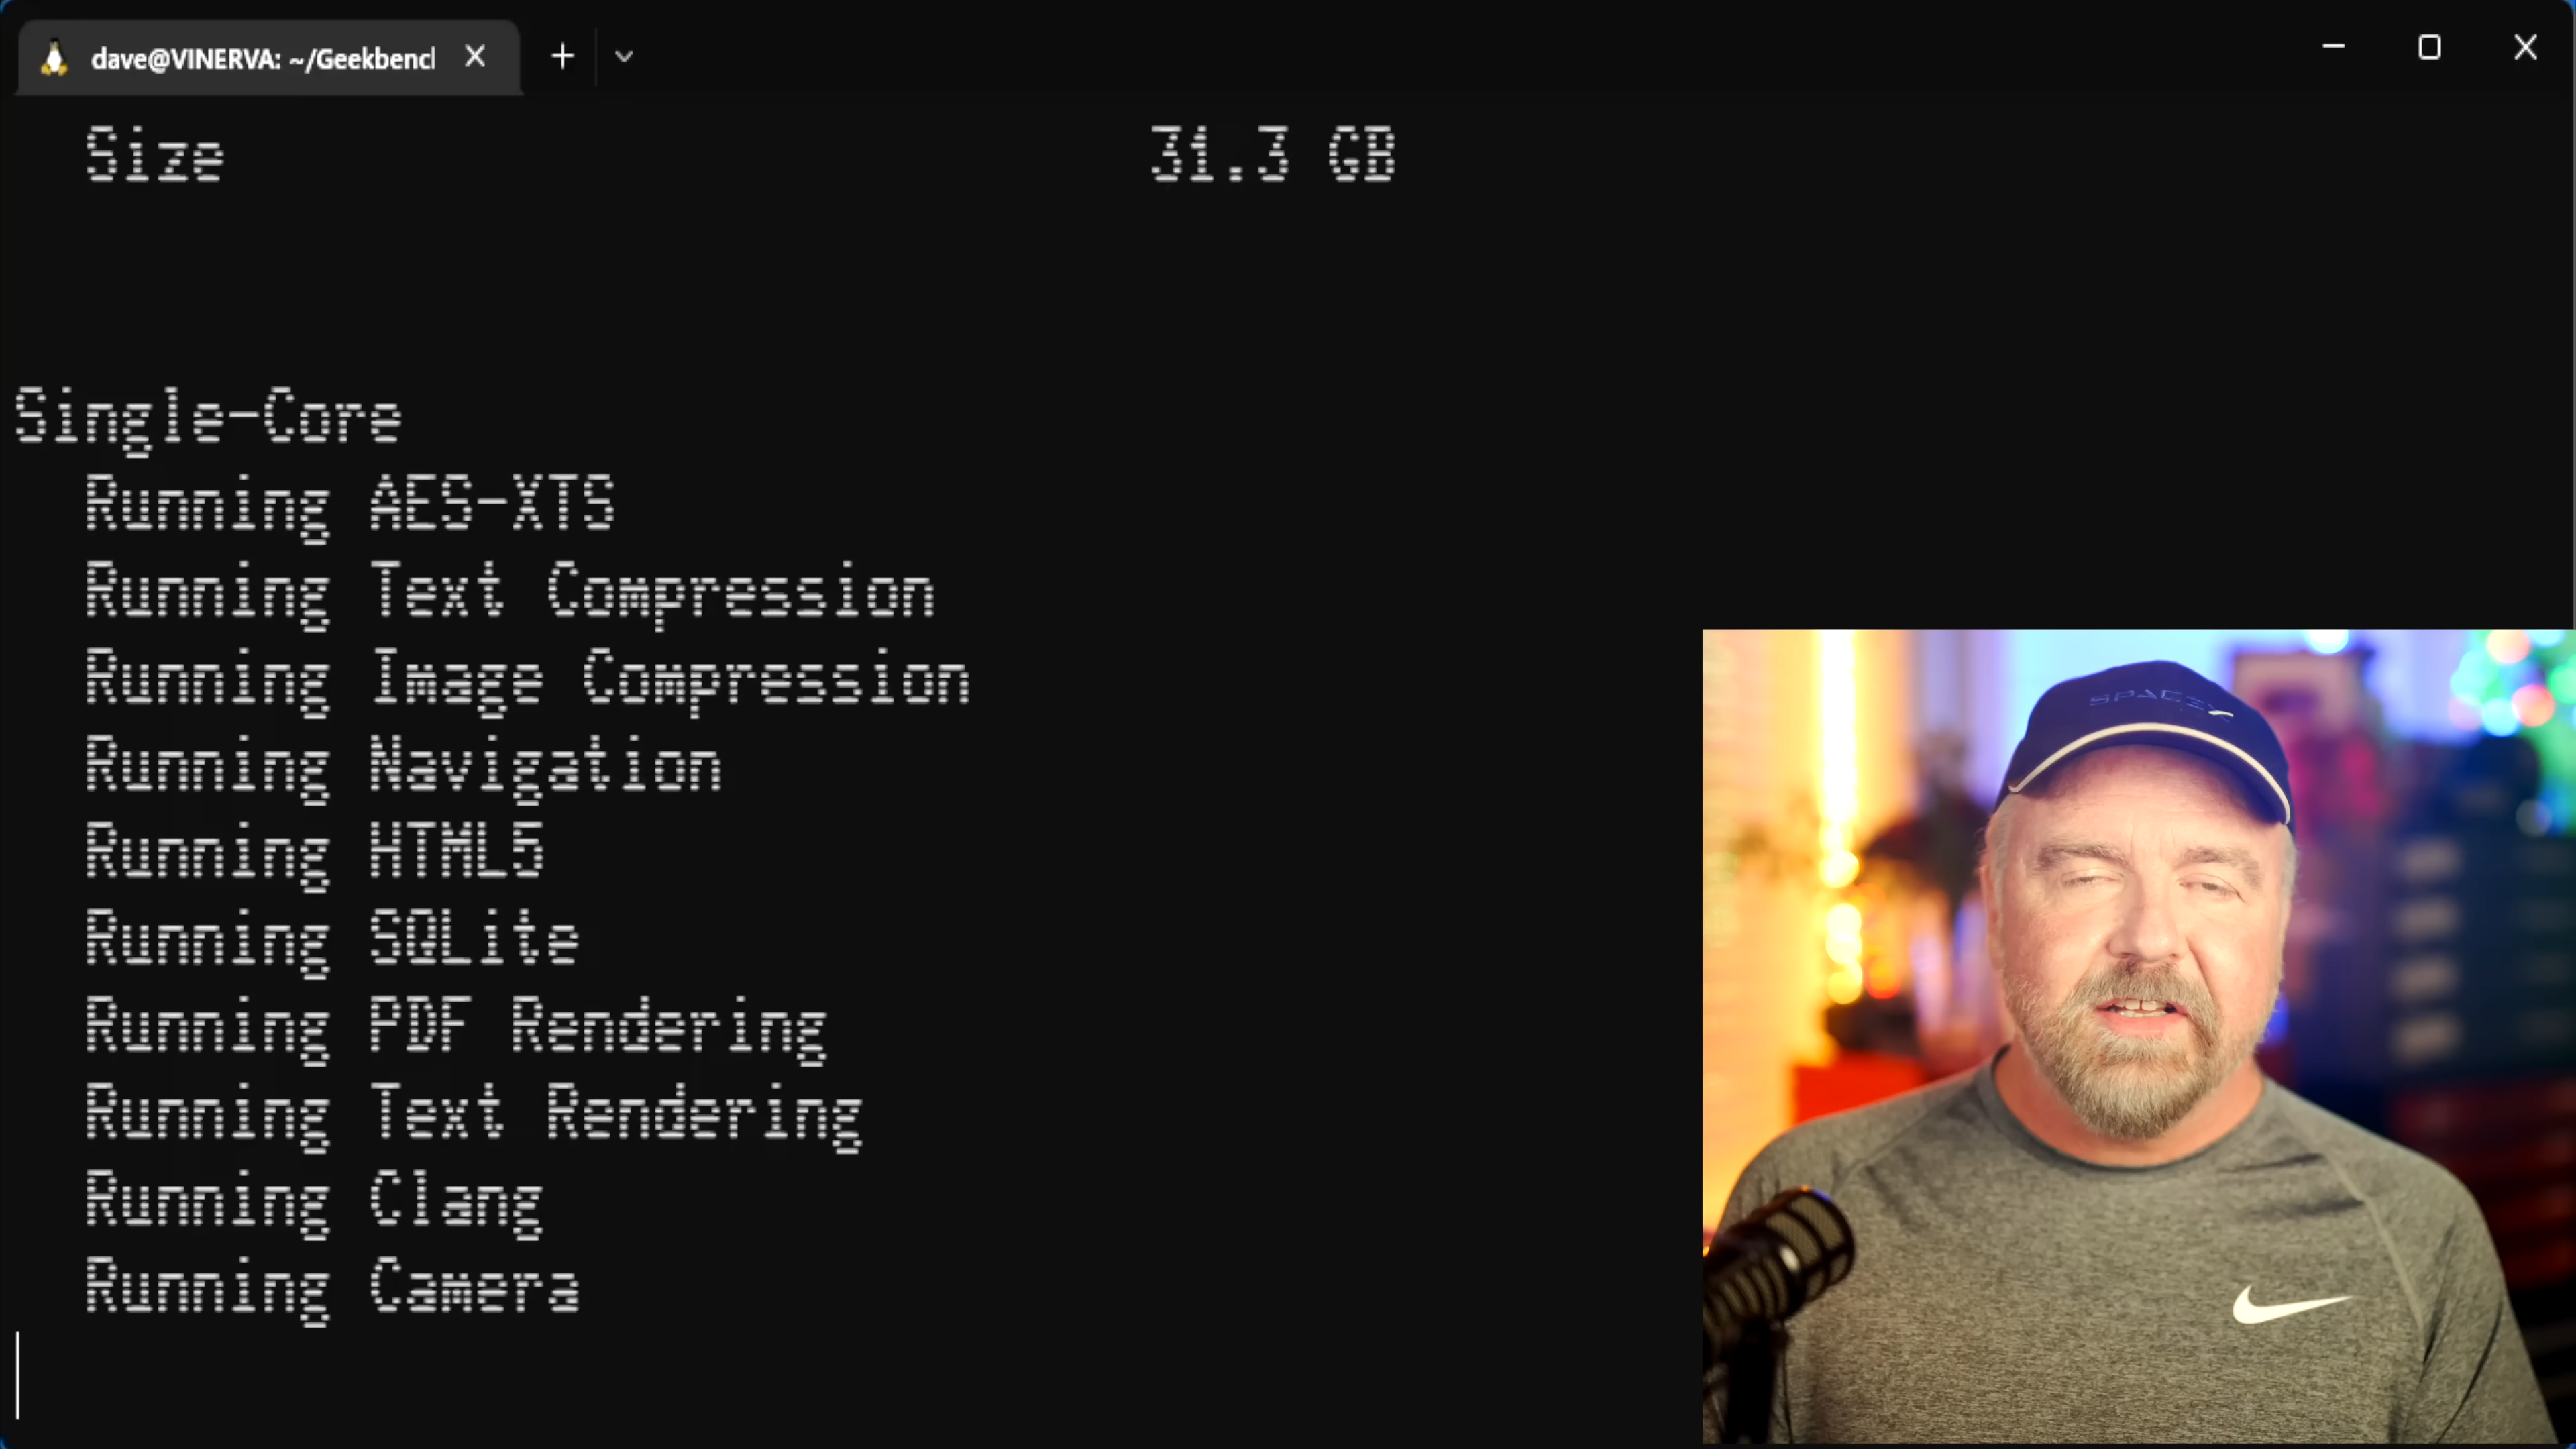 dave@VINERVA: ~/Geekbencl
Size 31.3 GB
Single-Core
Running AES-XTS
Running Text Compression
Running Image Compression
Running Navigation
Running HTML5
Running SQLite
Running PDF Rendering
Running Text Rendering
Running Clang
Running Camera
SPACEX